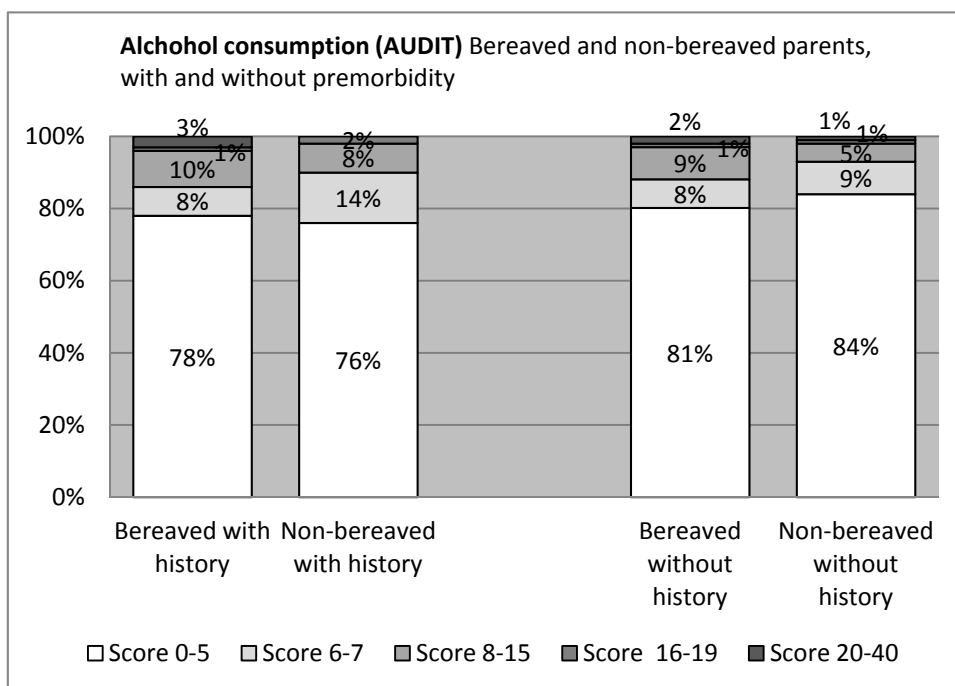 Alchohol consumption (AUDIT) Bereaved and non-bereaved parents,
with and without premorbidity
3% 2% 1%
100% 2% 1% 1%
1% 8% 5%
10% 9%
8% 14% 8% 9%
80%
60%
78% 76% 81% 84%
40%
20%
0%
Bereaved with Non-bereaved Bereaved Non-bereaved
history with history without without
history history
Score 0-5 Score 6-7 Score 8-15 Score 16-19 Score 20-40